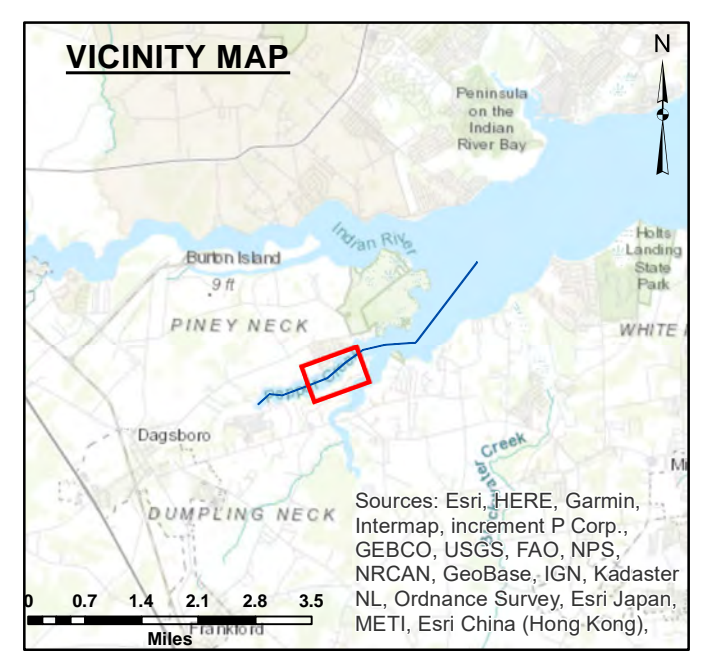 VICINITY MAP
N
Peninsula
on the
Indian
River Bay
Indian River
Holts
Landing
State
Park
Burton Island
9 ft
PINEY NECK
WHITE
Pepper Creek
Dagsboro
Creek
DUMPLING NECK
Sources: Esri, HERE, Garmin,
Intermap, increment P Corp.,
GEBCO, USGS, FAO, NPS,
NRCAN, GeoBase, IGN, Kadaster
NL, Ordnance Survey, Esri Japan,
METI, Esri China (Hong Kong),
0 0.7 1.4 2.1 2.8 3.5
Miles
Frankford